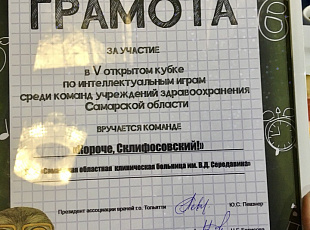 ГРАМОТА
ЗА УЧАСТИЕ
в V открытом кубке
по интеллектуальным играм
среди команд учреждений здравоохранения
Самарской области
ВРУЧАЕТСЯ КОМАНДЕ
«Короче, Склифосовский!»
«Самарская областная клиническая больница им. В.Д. Середавина»
Президент ассоциации врачей г.о. Тольятти Ю.С. Пивзнер